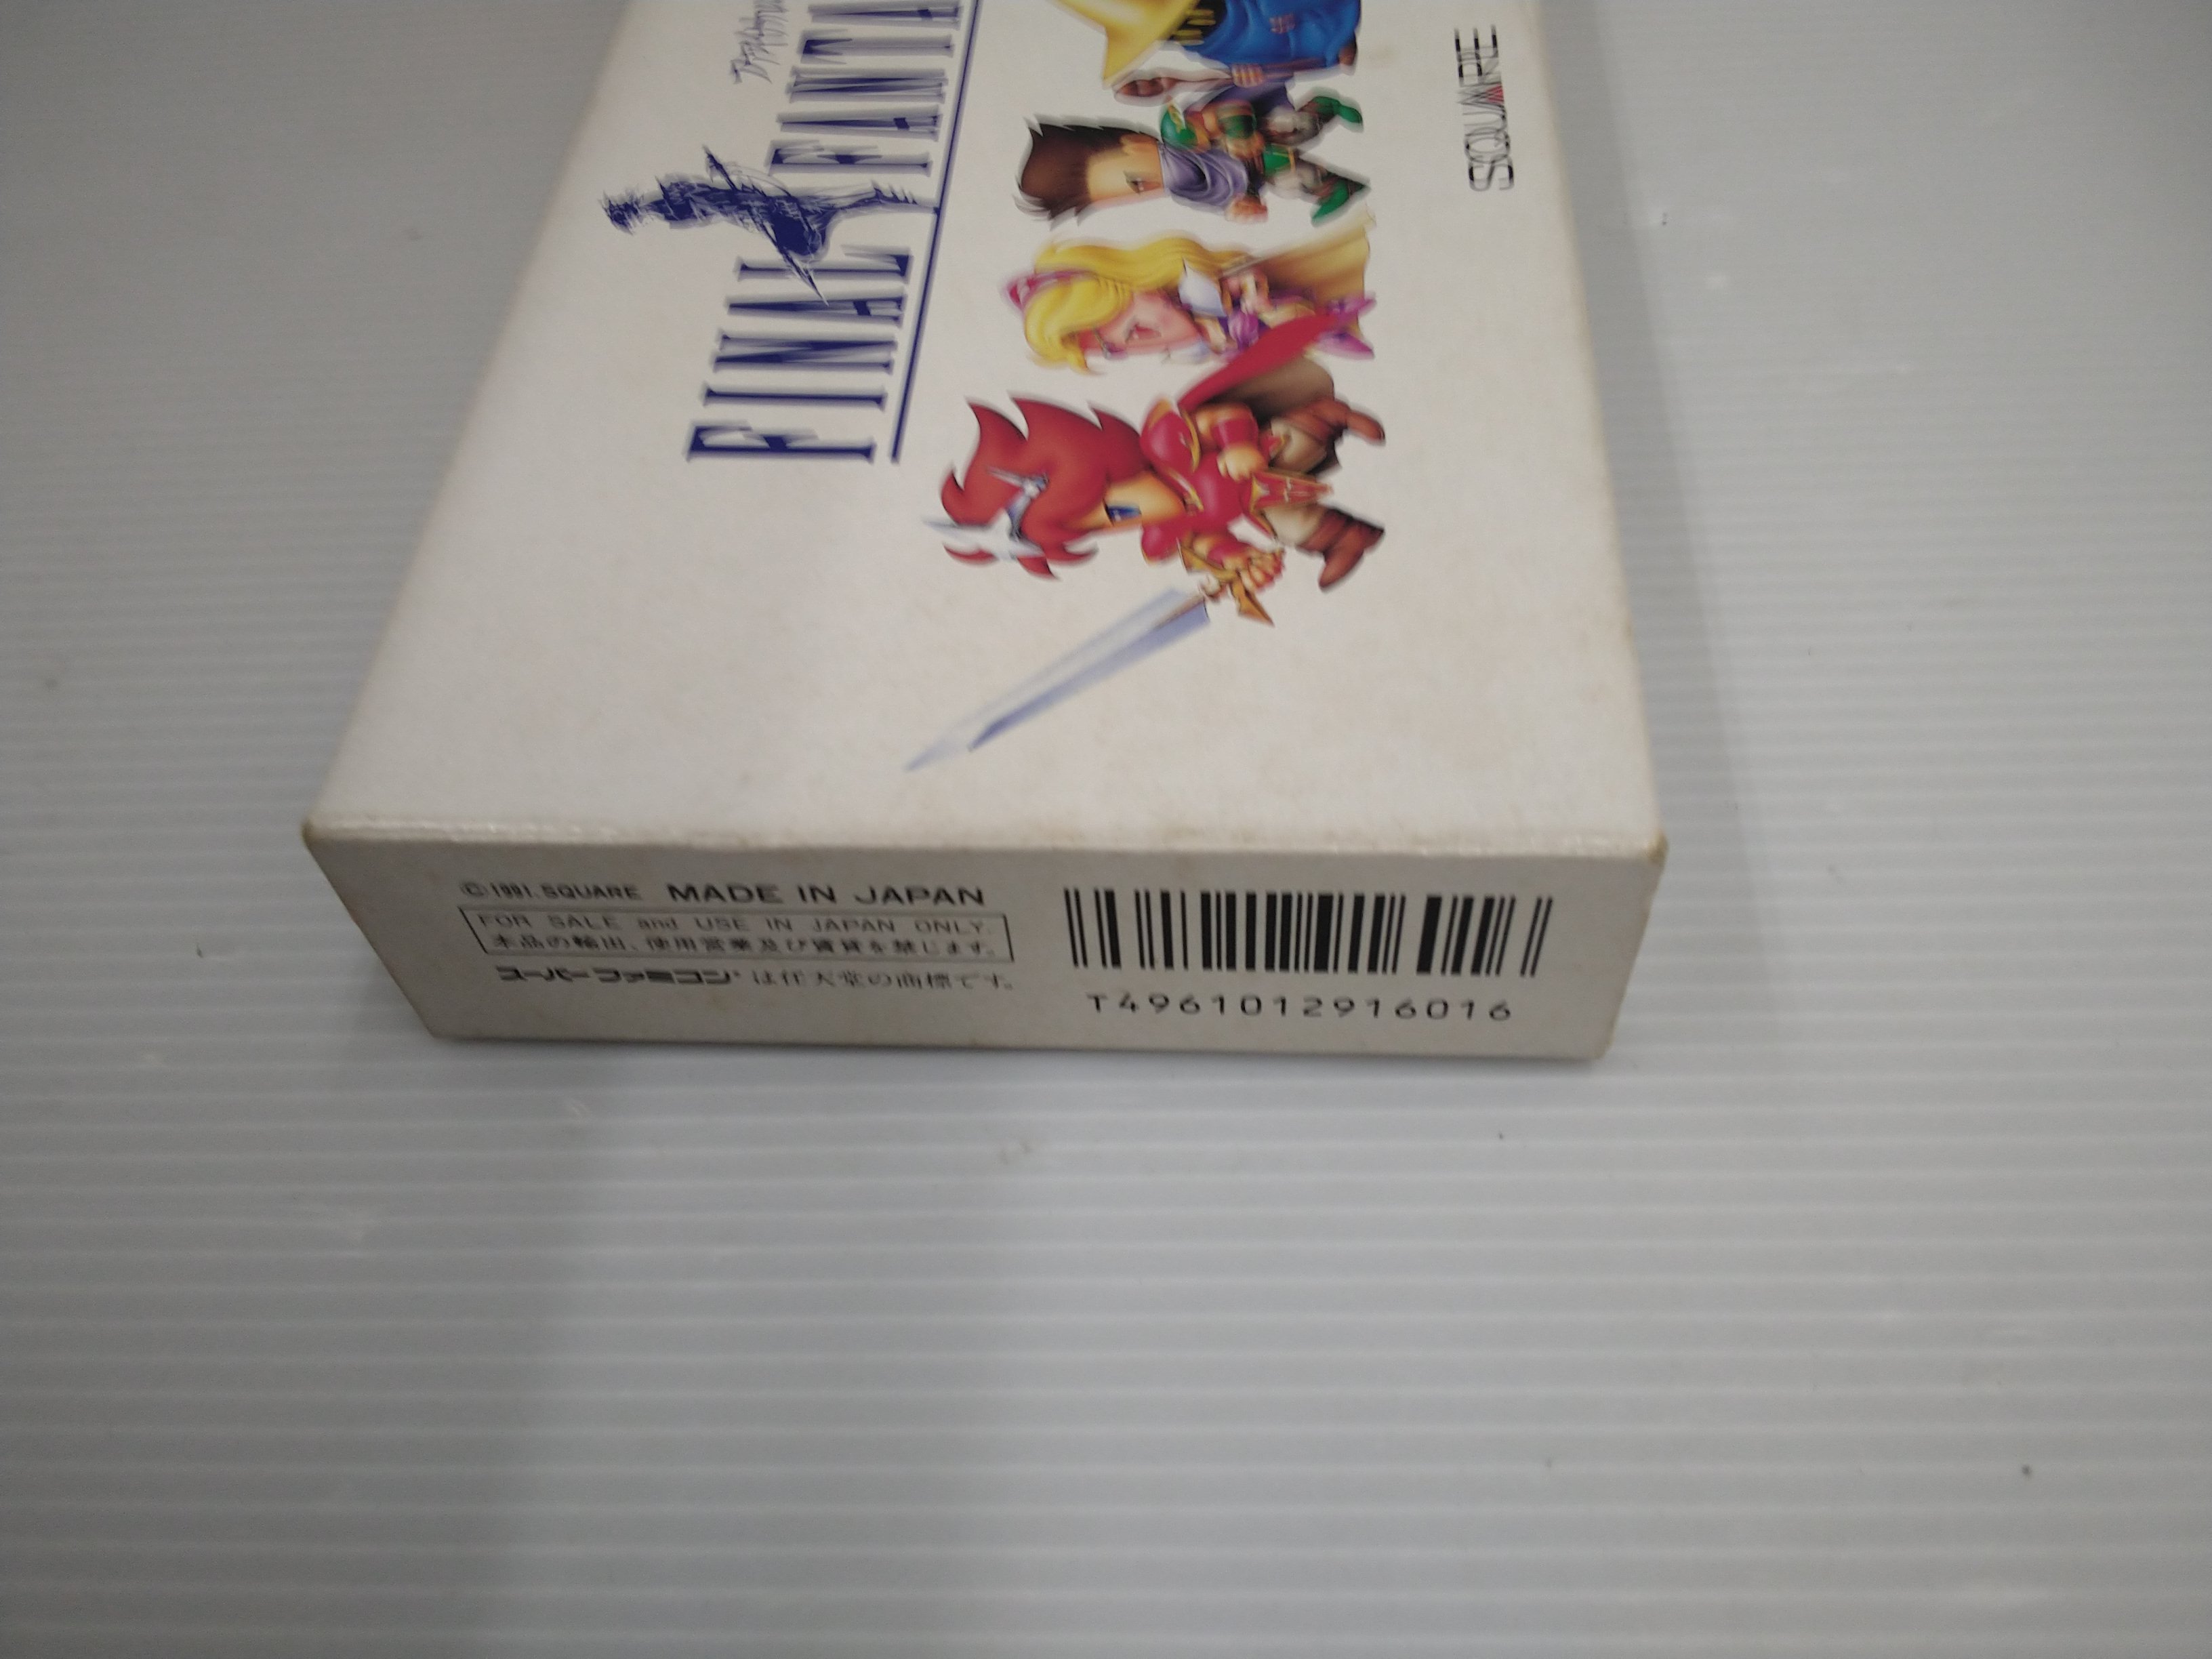 FINAL FANTA
SQUARE
©1991.SQUARE MADE IN JAPAN
FOR SALE and USE IN JAPAN ONLY.
本品の輸出、使用営業及び賃貸を禁じます。
スーパーファミコン®は任天堂の商標です。
T4961012916016